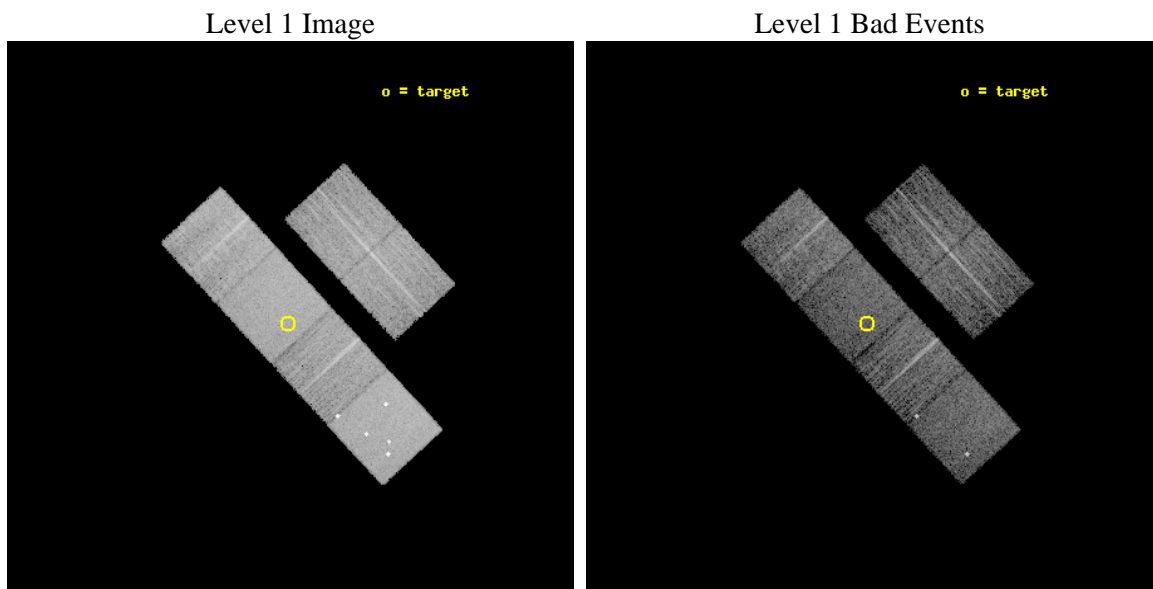 Level 1 Image
Level 1 Bad Events
o = target
o = target